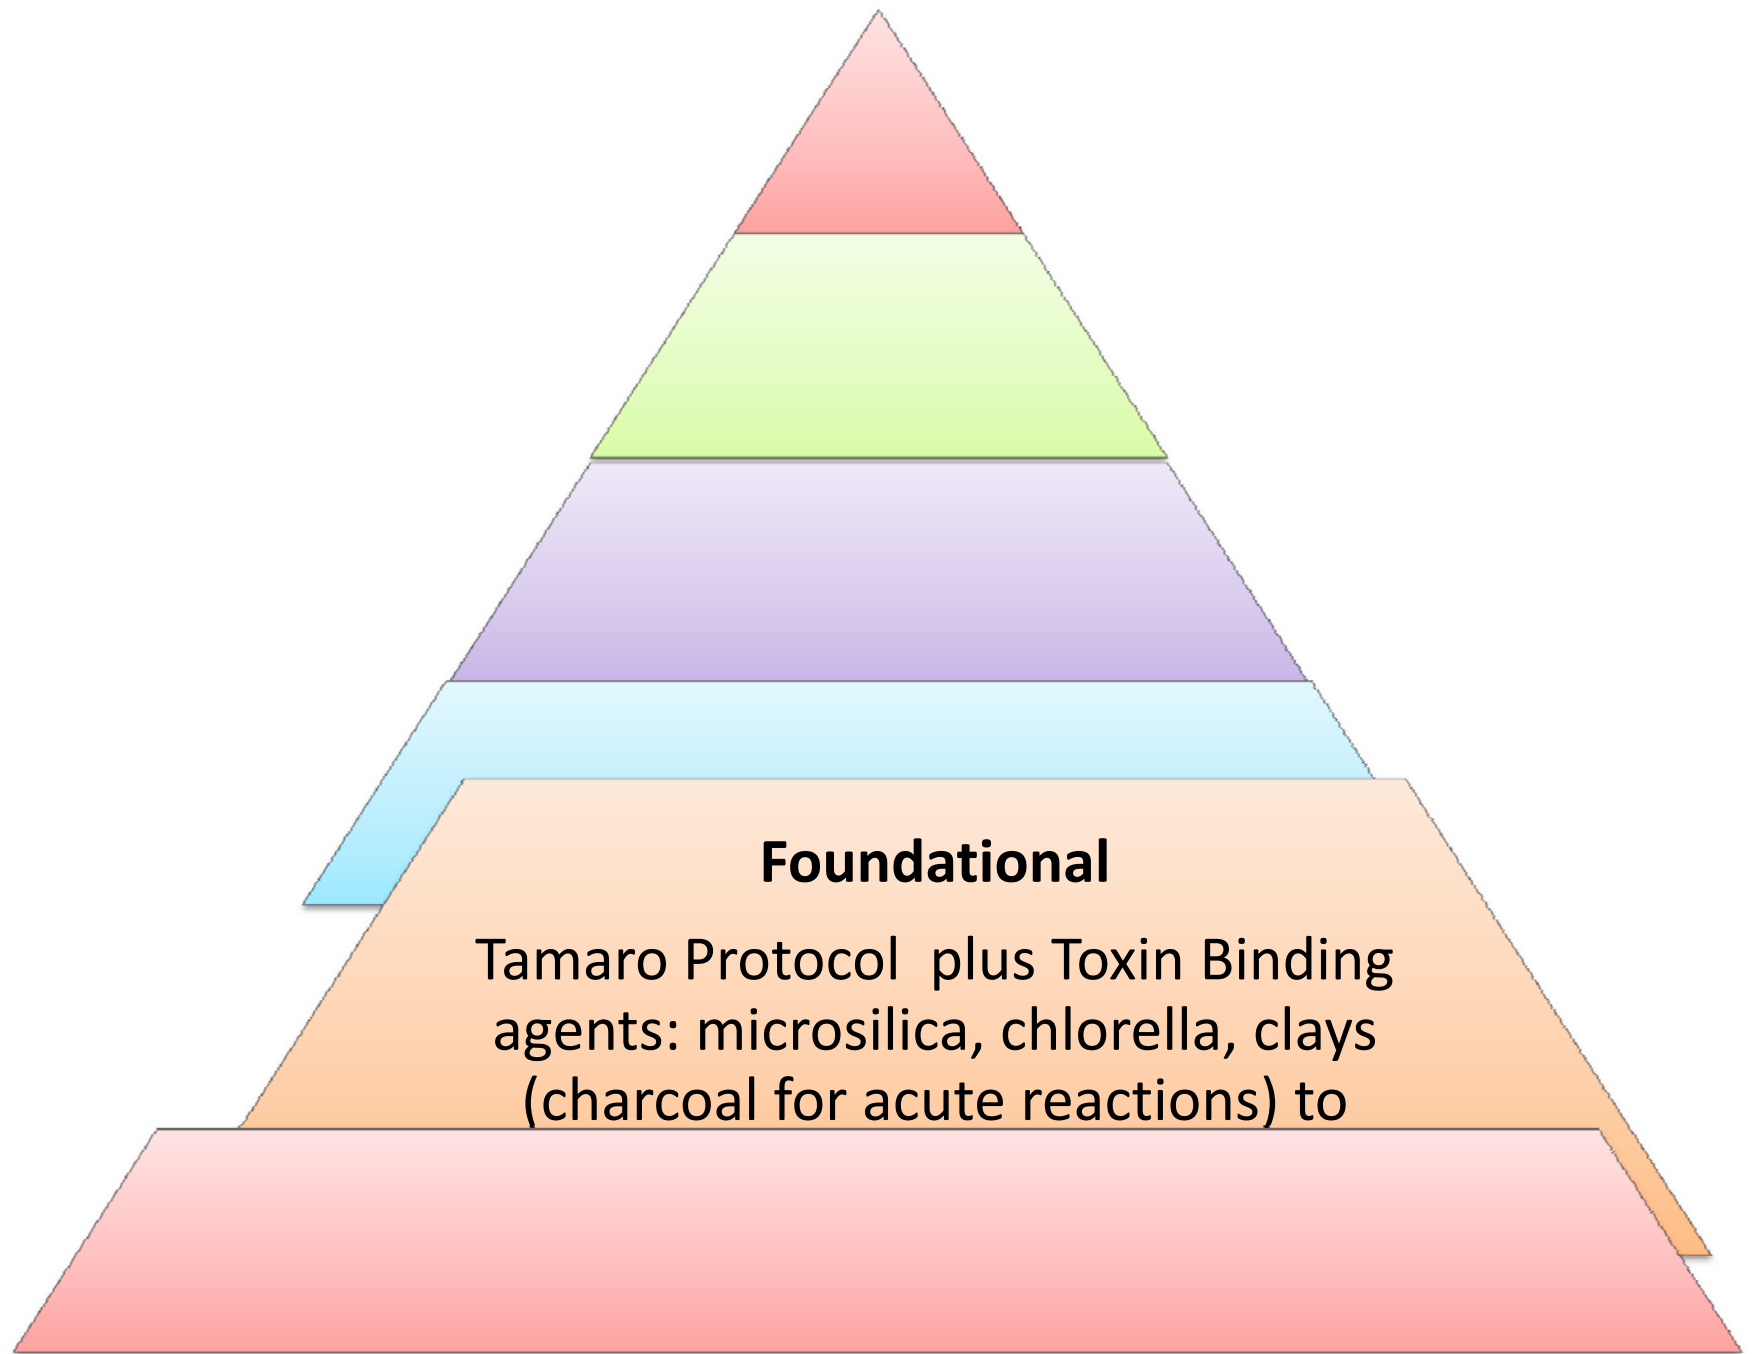 Foundational
Tamaro Protocol  plus Toxin Binding
agents: microsilica, chlorella, clays
(charcoal for acute reactions) to